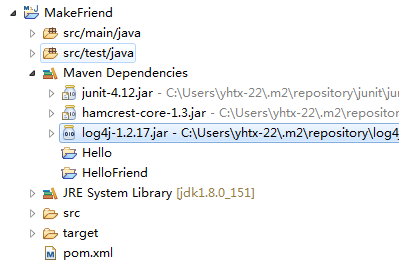 MakeFriend
src/main/java
src/test/java
Maven Dependencies
junit-4.12.jar - C:\Users\yhtx-22\.m2\repository\junit\jun
hamcrest-core-1.3.jar - C:\Users\yhtx-22\.m2\repository
log4j-1.2.17.jar - C:\Users\yhtx-22\.m2\repository\log4j
Hello
HelloFriend
JRE System Library [jdk1.8.0_151]
src
target
pom.xml